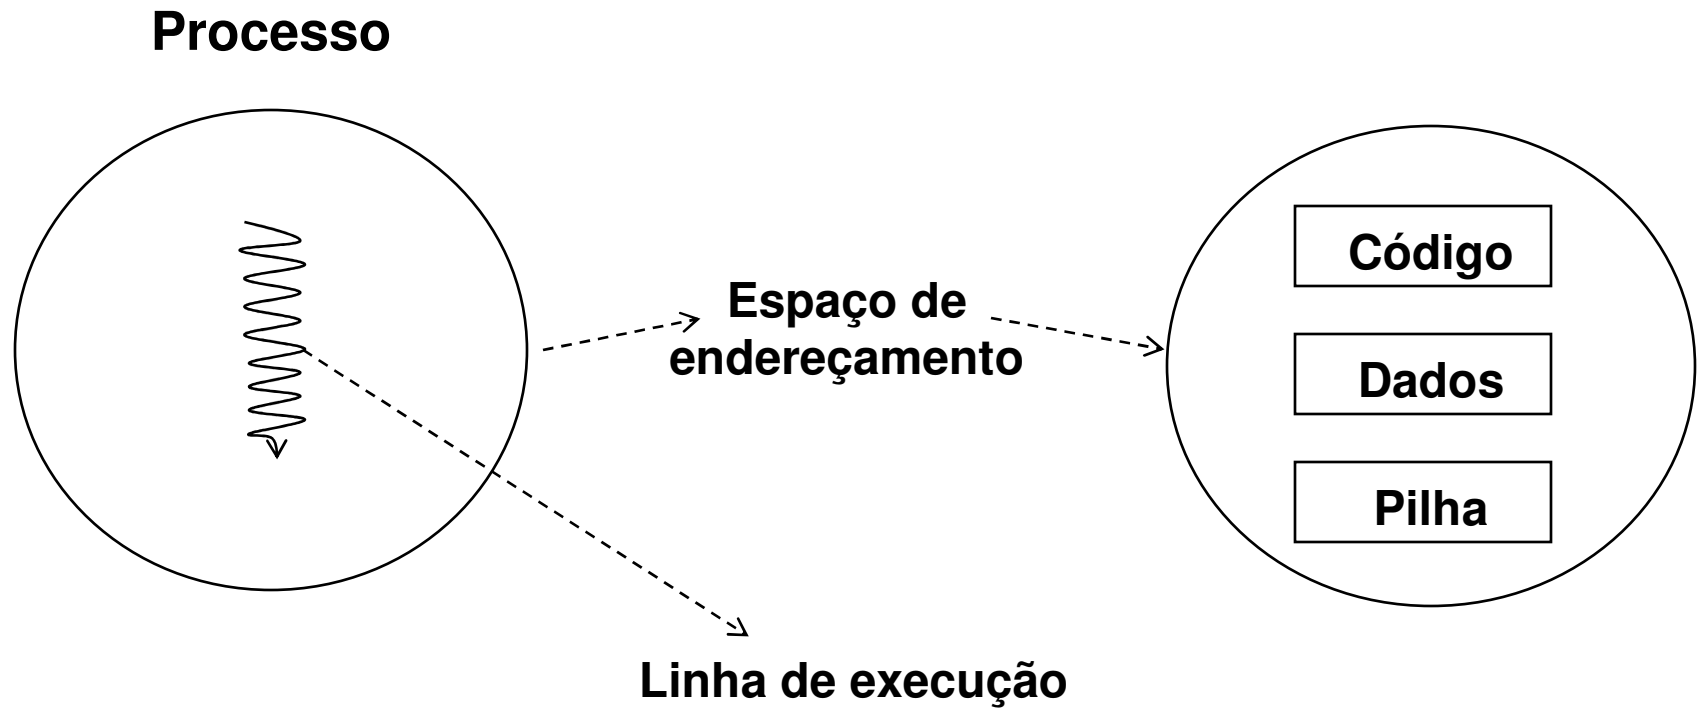 Processo
Espaço de
endereçamento
Código
Dados
Pilha
Linha de execução